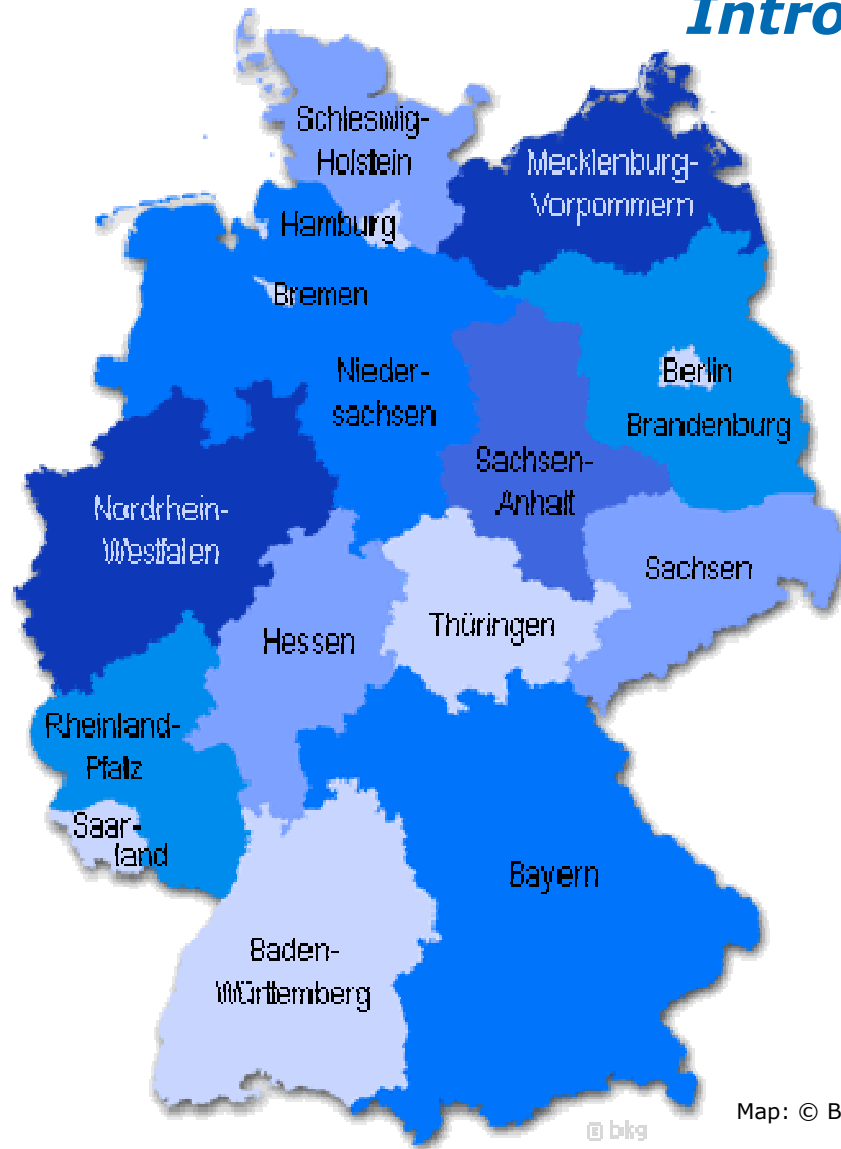 Intro
Schleswig-
Holstein
Mecklenburg-
Vorpommern
Hamburg
Bremen
Nieder-
sachsen
Berlin
Brandenburg
Sachsen-
Anhalt
Nordrhein-
Westfalen
Sachsen
Thüringen
Hessen
Rheinland-
Pfalz
Saar-
land
Bayern
Baden-
Württemberg
Map: © B
© bkg